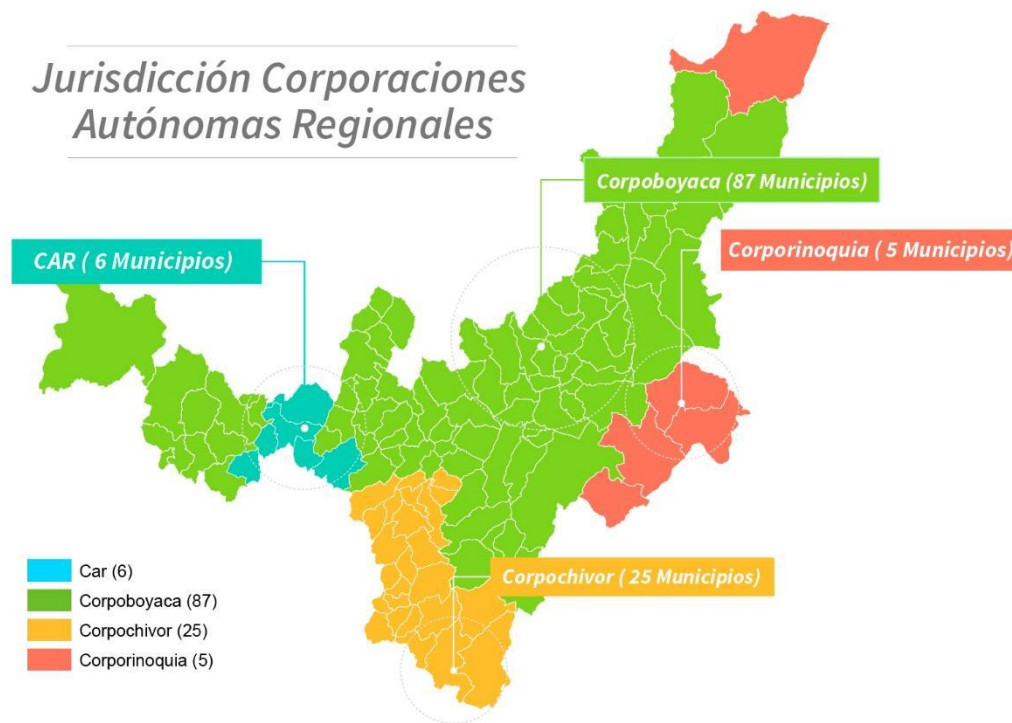 Jurisdicción Corporaciones
Autónomas Regionales
Corpoboyaca (87 Municipios)
Corporinoquia ( 5 Municipios)
CAR ( 6 Municipios)
Corpochivor ( 25 Municipios)
Car (6)
Corpoboyaca (87)
Corpochivor (25)
Corporinoquia (5)